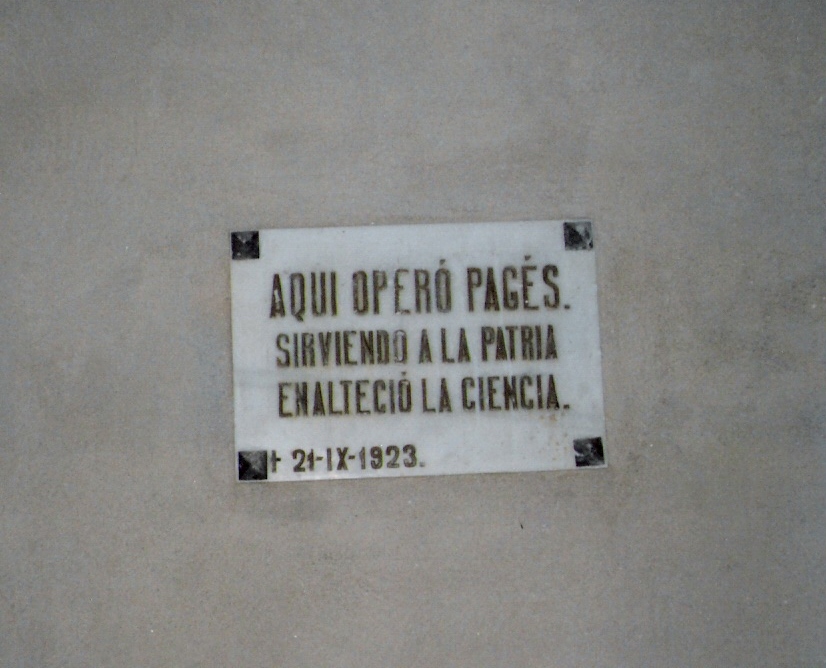 AQUI OPERÓ PAGÉS.
SIRVIENDO A LA PATRIA
ENALTECIÓ LA CIENCIA.
† 21-IX-1923.